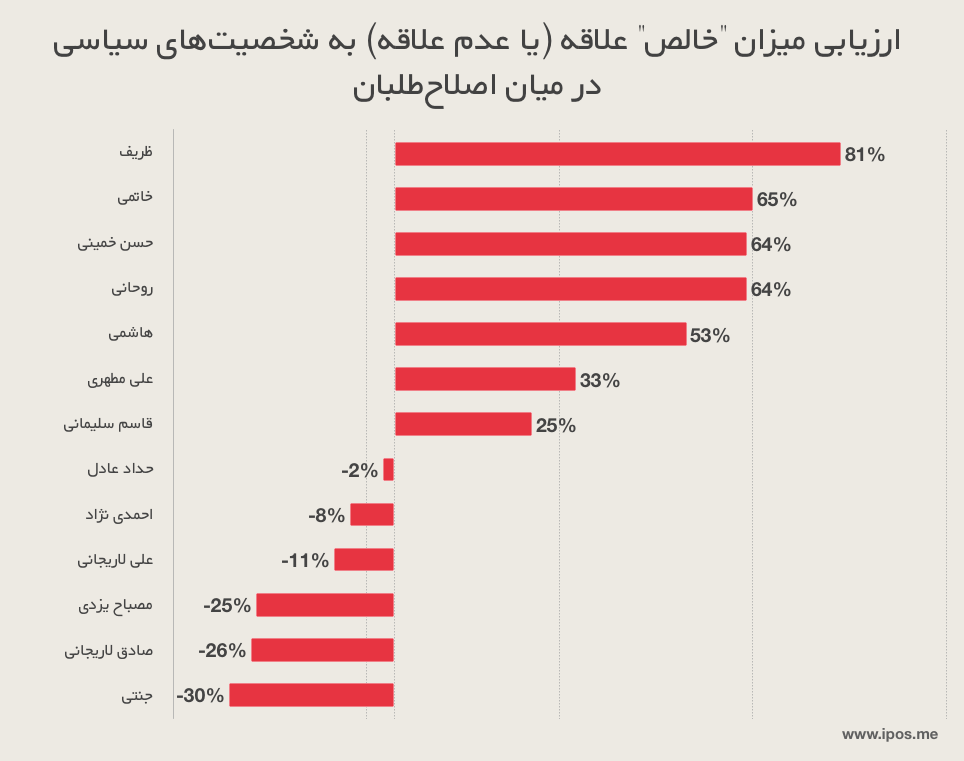 ارزیابی میزان "خالص" علاقه (یا عدم علاقه) به شخصیت‌های سیاسی
در میان اصلاح‌طلبان
ظریف 81%
خاتمی 65%
حسن خمینی 64%
روحانی 64%
هاشمی 53%
علی مطهری 33%
قاسم سلیمانی 25%
حداد عادل -2%
احمدی نژاد -8%
علی لاریجانی -11%
مصباح یزدی -25%
صادق لاریجانی -26%
جنتی -30%
www.ipos.me